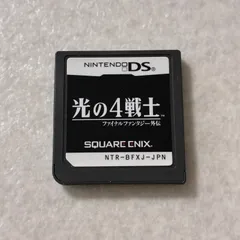 NINTENDO DS
光の4戦士
ファイナルファンタジー外伝
SQUARE ENIX
NTR-BFXJ-JPN